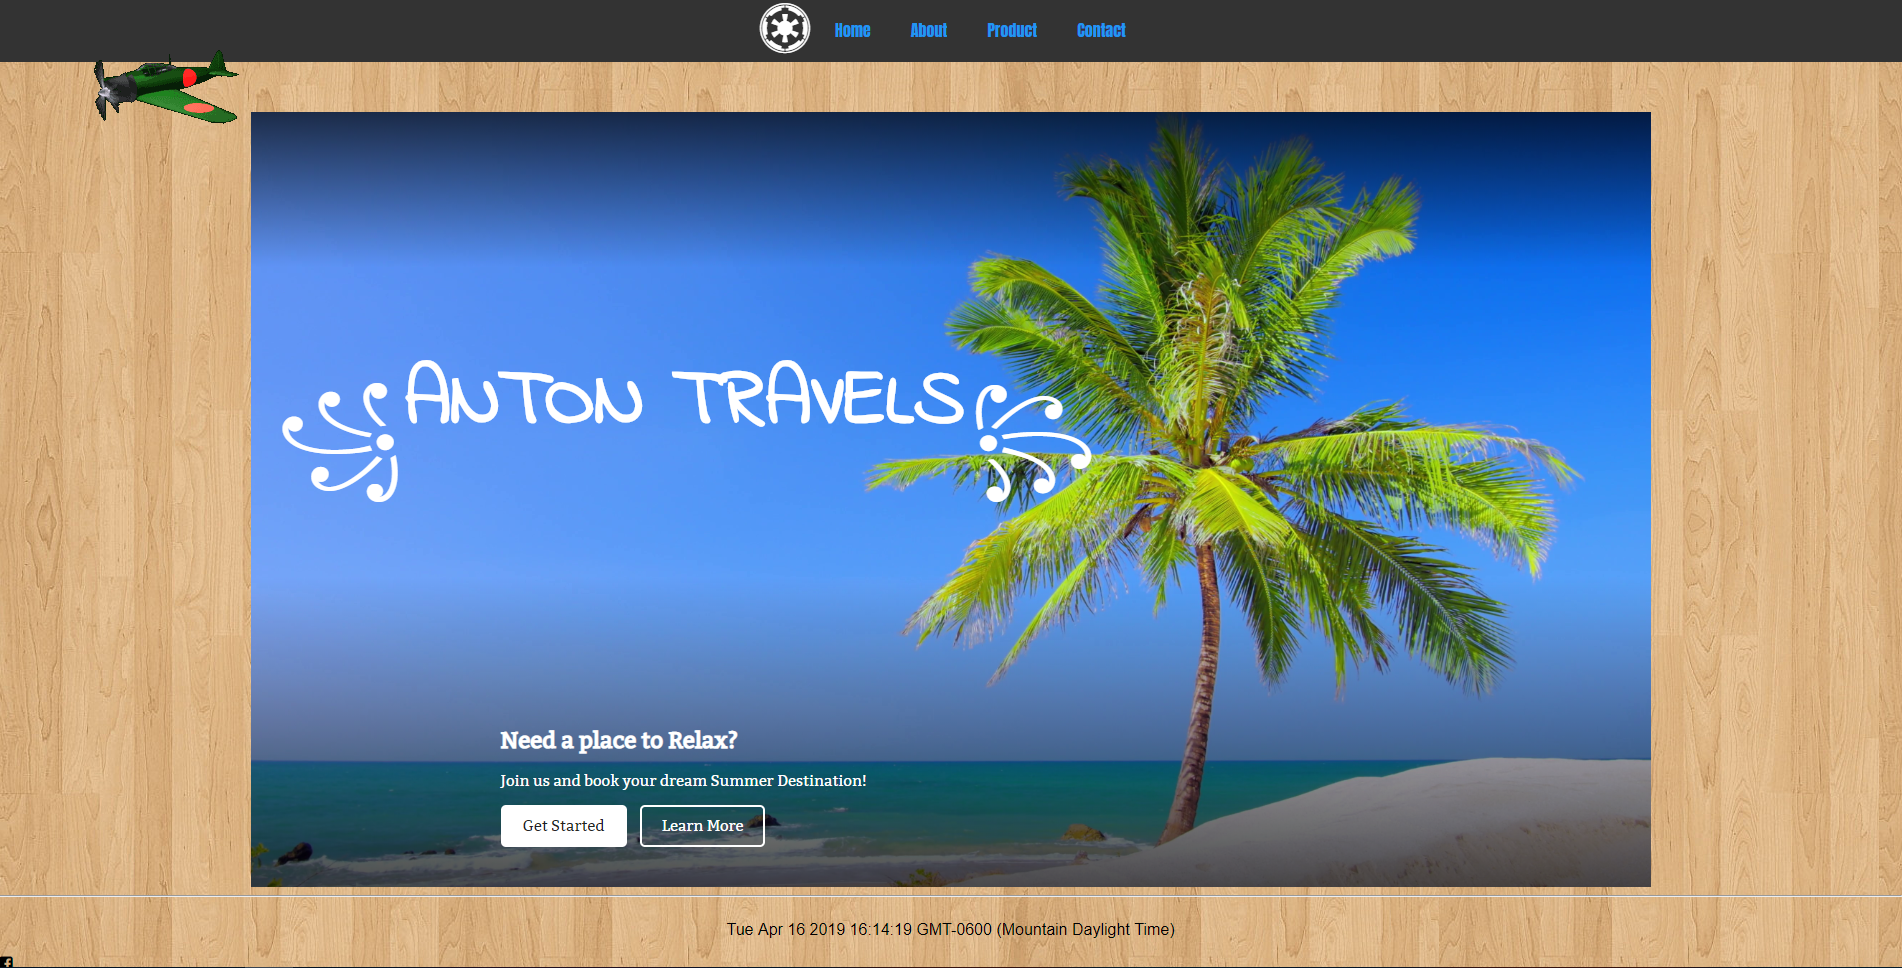 Home About Product Contact
ANTON TRAVELS
Need a place to Relax?
Join us and book your dream Summer Destination!
Get Started Learn More
Tue Apr 16 2019 16:14:19 GMT-0600 (Mountain Daylight Time)